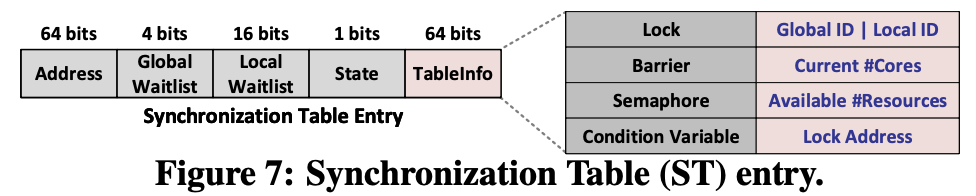 64 bits 4 bits 16 bits 1 bits 64 bits
Address Global Waitlist Local Waitlist State TableInfo
Synchronization Table Entry
Lock Global ID | Local ID
Barrier Current #Cores
Semaphore Available #Resources
Condition Variable Lock Address
Figure 7: Synchronization Table (ST) entry.